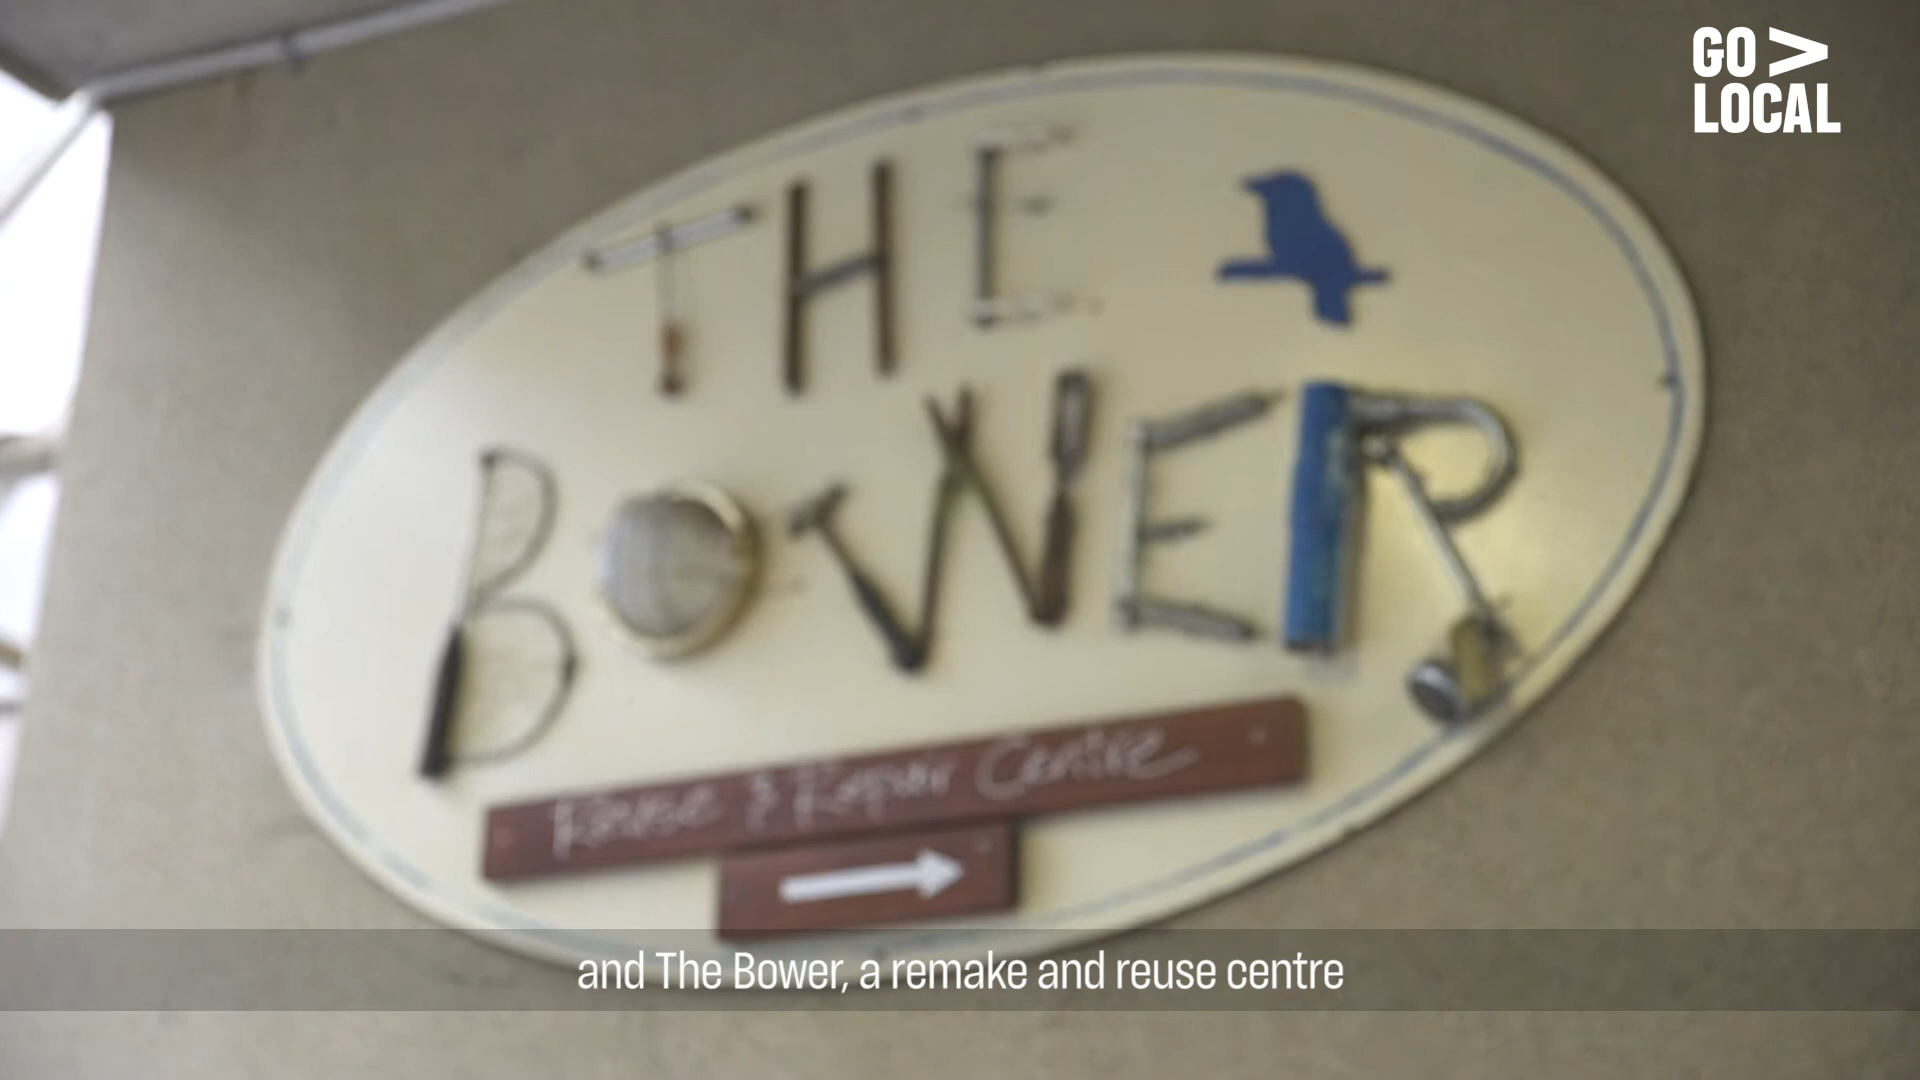 GO >
LOCAL
THE
BOWER
Reuse & Repair Centre
and The Bower, a remake and reuse centre